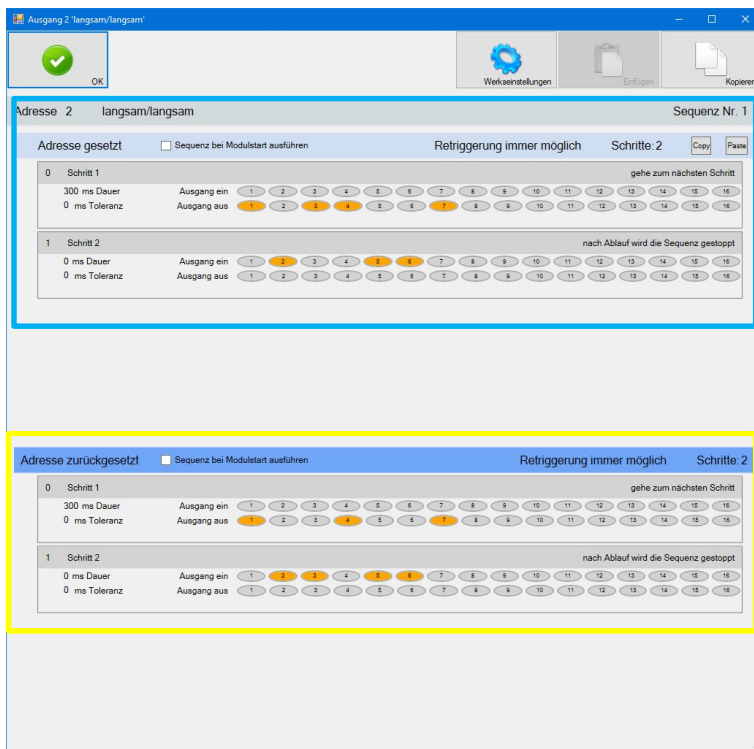 Ausgang 2 'langsam/langsam'
OK
Werkseinstellungen
Einfügen
Kopieren
Adresse 2 langsam/langsam Sequenz Nr. 1
Adresse gesetzt Sequenz bei Modulstart ausführen Retriggerung immer möglich Schritte: 2 Copy Paste
0 Schritt 1 gehe zum nächsten Schritt
300 ms Dauer Ausgang ein 1 2 3 4 5 6 7 8 9 10 11 12 13 14 15 16
0 ms Toleranz Ausgang aus 1 2 3 4 5 6 7 8 9 10 11 12 13 14 15 16
1 Schritt 2 nach Ablauf wird die Sequenz gestoppt
0 ms Dauer Ausgang ein 1 2 3 4 5 6 7 8 9 10 11 12 13 14 15 16
0 ms Toleranz Ausgang aus 1 2 3 4 5 6 7 8 9 10 11 12 13 14 15 16
Adresse zurückgesetzt Sequenz bei Modulstart ausführen Retriggerung immer möglich Schritte: 2
0 Schritt 1 gehe zum nächsten Schritt
300 ms Dauer Ausgang ein 1 2 3 4 5 6 7 8 9 10 11 12 13 14 15 16
0 ms Toleranz Ausgang aus 1 2 3 4 5 6 7 8 9 10 11 12 13 14 15 16
1 Schritt 2 nach Ablauf wird die Sequenz gestoppt
0 ms Dauer Ausgang ein 1 2 3 4 5 6 7 8 9 10 11 12 13 14 15 16
0 ms Toleranz Ausgang aus 1 2 3 4 5 6 7 8 9 10 11 12 13 14 15 16